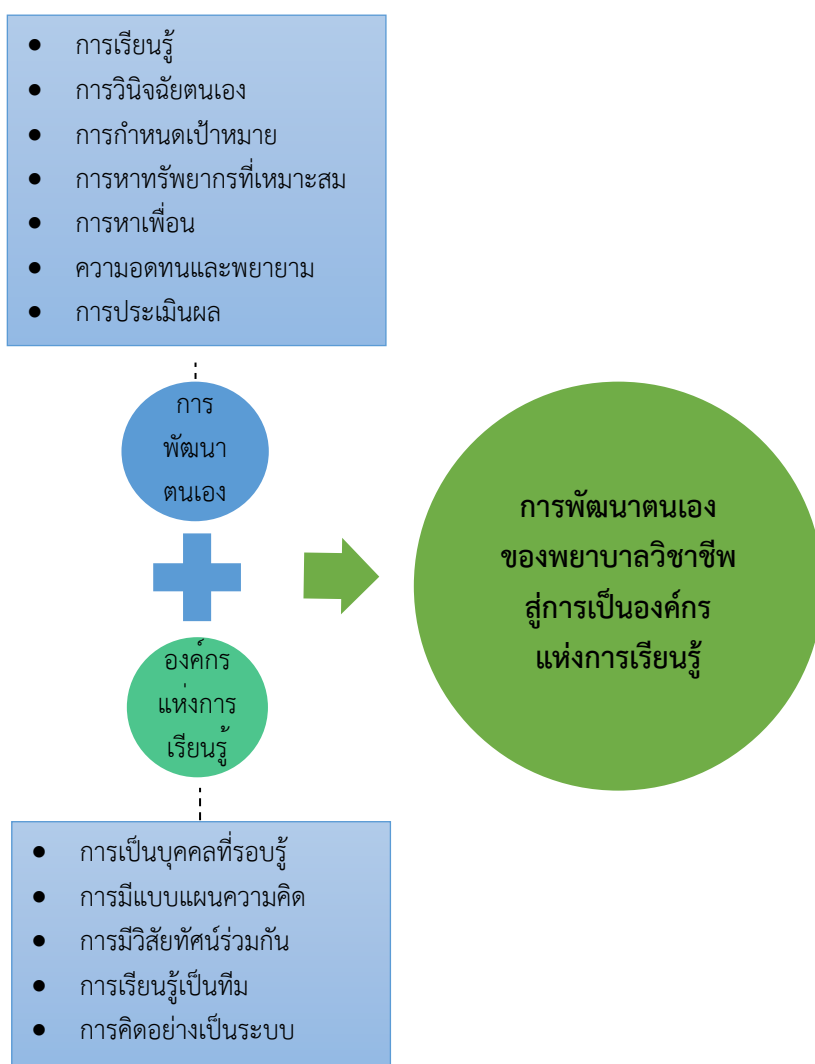 ● การเรียนรู้
● การวินิจฉัยตนเอง
● การกำหนดเป้าหมาย
● การหาทรัพยากรที่เหมาะสม
● การหาเพื่อน
● ความอดทนและพยายาม
● การประเมินผล
การ
พัฒนา
ตนเอง
องค์กร
แห่งการ
เรียนรู้
การพัฒนาตนเอง
ของพยาบาลวิชาชีพ
สู่การเป็นองค์กร
แห่งการเรียนรู้
● การเป็นบุคคลที่รอบรู้
● การมีแบบแผนความคิด
● การมีวิสัยทัศน์ร่วมกัน
● การเรียนรู้เป็นทีม
● การคิดอย่างเป็นระบบ